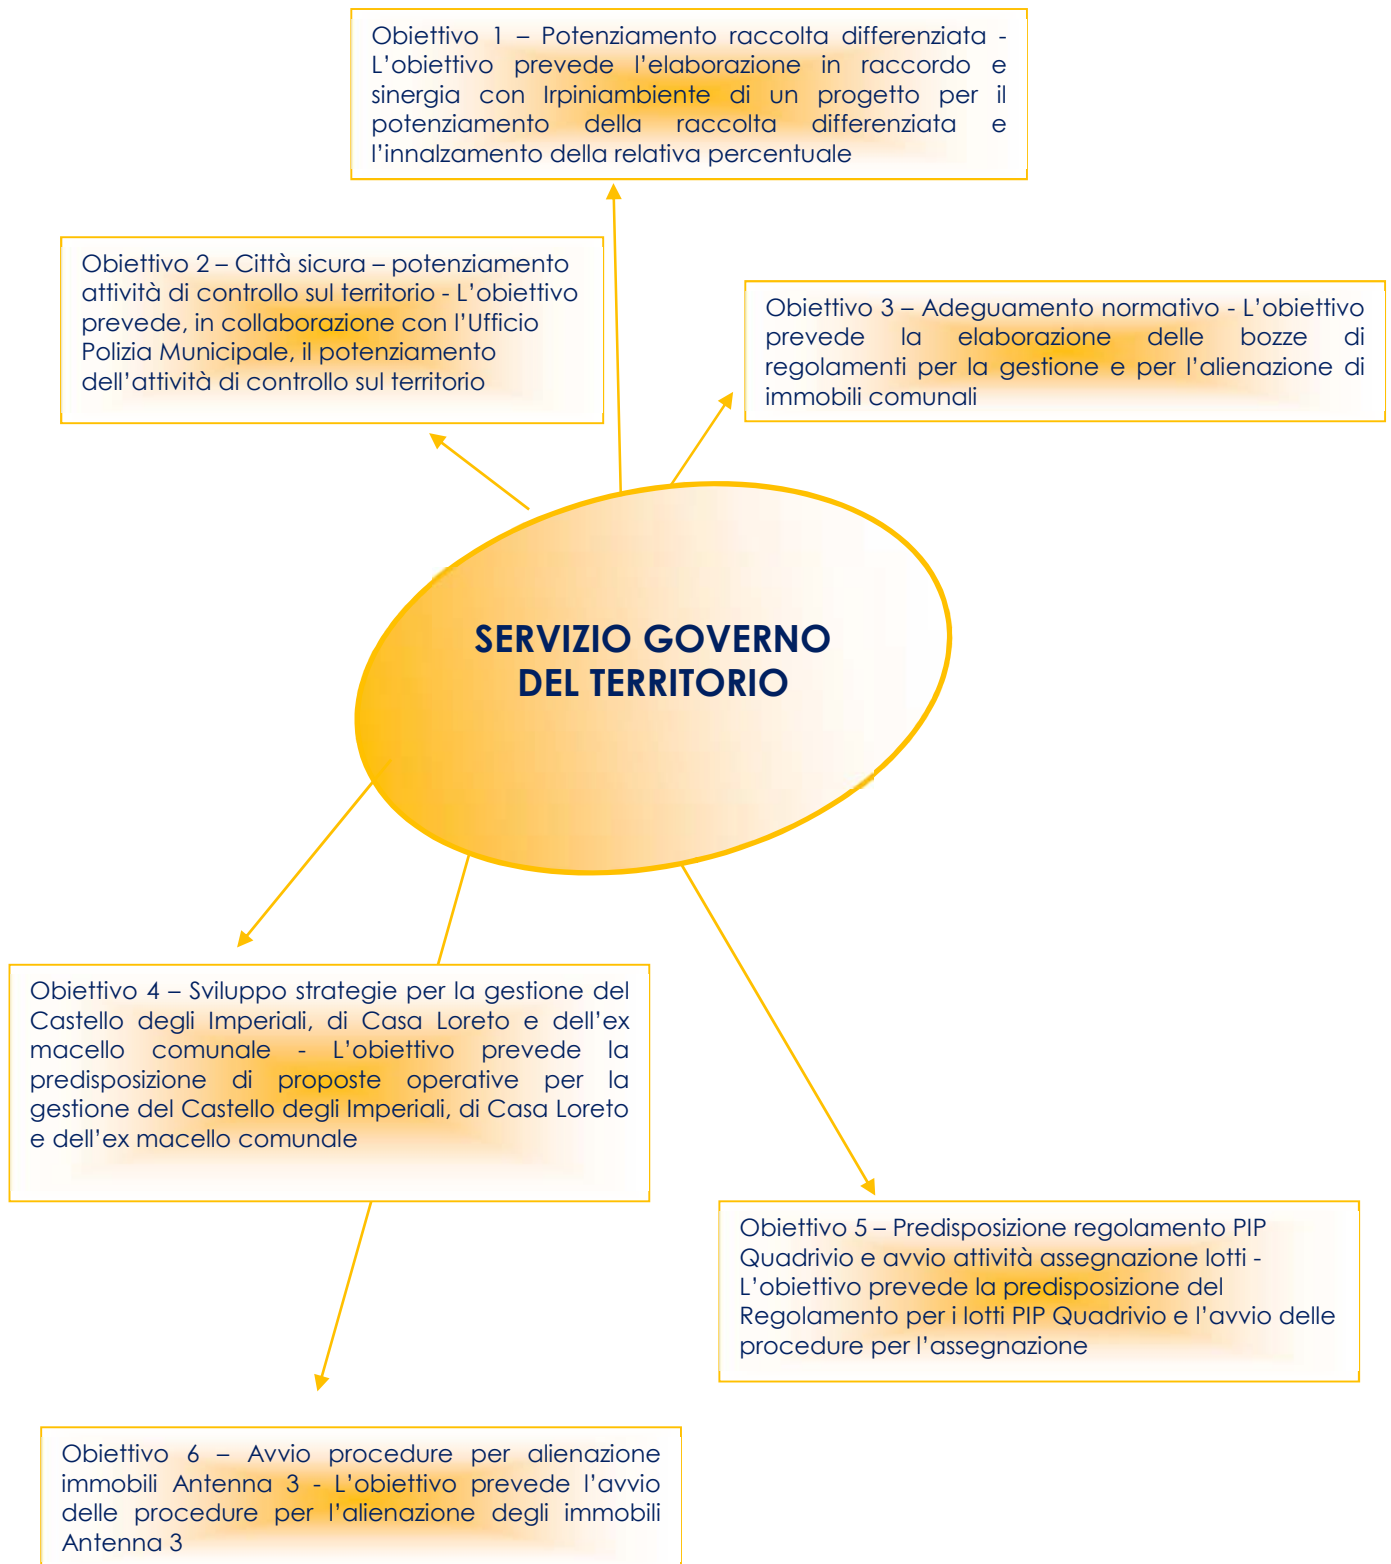 Obiettivo 1 – Potenziamento raccolta differenziata -
L’obiettivo prevede l’elaborazione in raccordo e
sinergia con Irpiniambiente di un progetto per il
potenziamento della raccolta differenziata e
l’innalzamento della relativa percentuale
Obiettivo 2 – Città sicura – potenziamento
attività di controllo sul territorio - L’obiettivo
prevede, in collaborazione con l’Ufficio
Polizia Municipale, il potenziamento
dell’attività di controllo sul territorio
Obiettivo 3 – Adeguamento normativo - L’obiettivo
prevede la elaborazione delle bozze di
regolamenti per la gestione e per l’alienazione di
immobili comunali
SERVIZIO GOVERNO
DEL TERRITORIO
Obiettivo 4 – Sviluppo strategie per la gestione del
Castello degli Imperiali, di Casa Loreto e dell’ex
macello comunale - L’obiettivo prevede la
predisposizione di proposte operative per la
gestione del Castello degli Imperiali, di Casa Loreto
e dell’ex macello comunale
Obiettivo 5 – Predisposizione regolamento PIP
Quadrivio e avvio attività assegnazione lotti -
L’obiettivo prevede la predisposizione del
Regolamento per i lotti PIP Quadrivio e l’avvio delle
procedure per l’assegnazione
Obiettivo 6 – Avvio procedure per alienazione
immobili Antenna 3 - L’obiettivo prevede l’avvio
delle procedure per l’alienazione degli immobili
Antenna 3